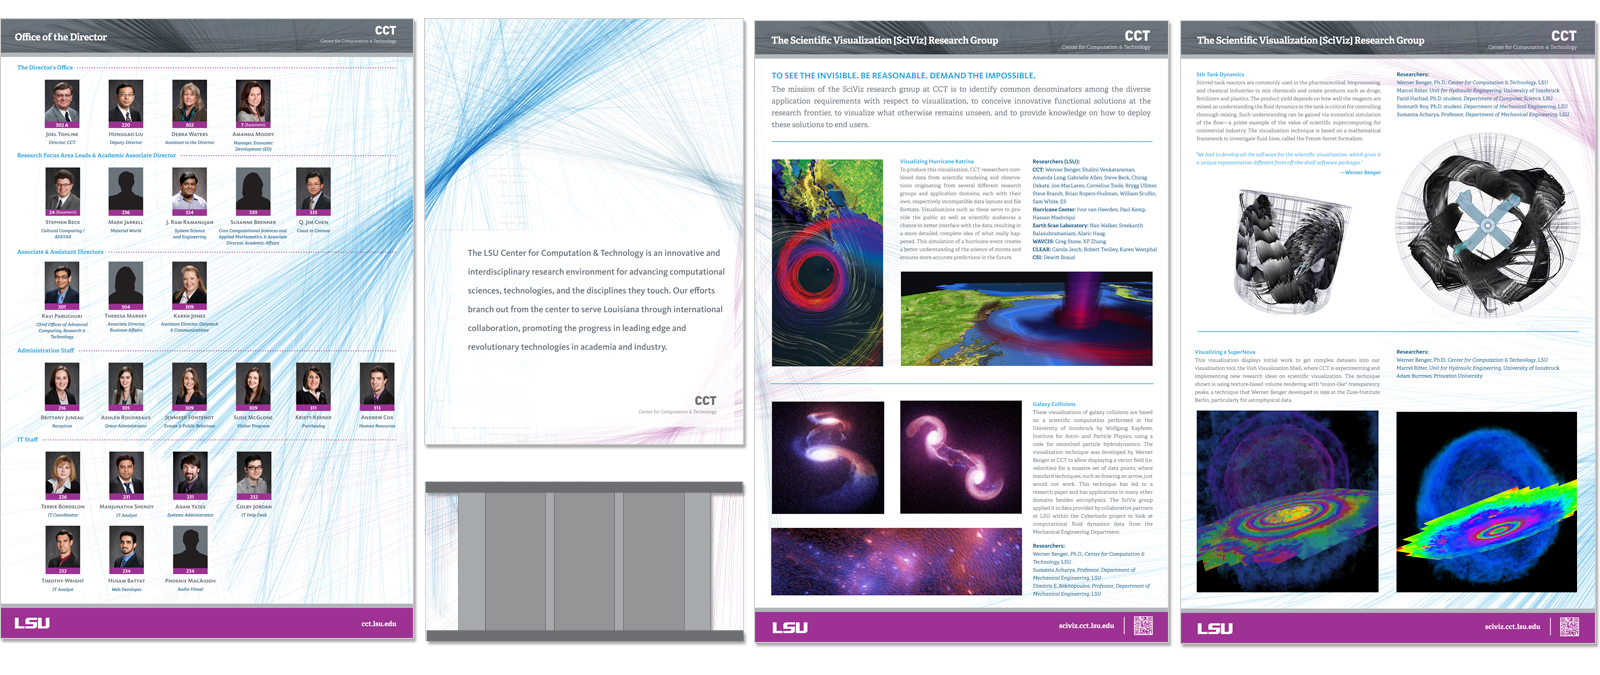 Office of the Director
CCT
Center for Computation & Technology
The Director's Office
302 A
220
302
7 (Basement)
JOEL TOHLINE
HONGGAO LIU
DEBRA WATERS
AMANDA MOODY
Director, CCT
Deputy Director
Assistant to the Director
Manager, Economic
Development (ED)
Research Focus Area Leads & Academic Associate Director
24 (Basement)
236
324
330
333
STEPHEN BECK
MARK JARRELL
J. RAM RAMANUJAN
SUSANNE BRENNER
Q. JIM CHEN
Cultural Computing /
AVATAR
Material World
System Science
and Engineering
Core Computational Sciences and
Applied Mathematics, & Associate
Director, Academic Affairs
Coast to Cosmos
Associate & Assistant Directors
201
304
309
RAVI PARUCHURI
THERESA MARKEY
KAREN JONES
Chief Officer of Advanced
Computing, Research &
Technology
Associate Director,
Business Affairs
Assistant Director, Outreach
& Communications
Administration Staff
216
305
309
309
311
313
BRITTANY JUNEAU
ASHLEN BOUDREAUX
JENNIFER FONTENOT
SUSIE MCGLONE
KRISTY KERNER
ANDREW COX
Reception
Grant Administrator
Events & Public Relations
Visitor Program
Purchasing
Human Resources
IT Staff
226
231
231
232
TERRIE BORDELON
MANJUNATHA SHENOY
ADAM YATES
COLBY JORDAN
IT Coordinator
IT Analyst
Systems Administrator
IT Help Desk
232
234
234
TIMOTHY WRIGHT
HUSAM BATTAT
PHOENIX MACAIODH
IT Analyst
Web Developer
Audio Visual
LSU
cct.lsu.edu
The LSU Center for Computation & Technology is an innovative and
interdisciplinary research environment for advancing computational
sciences, technologies, and the disciplines they touch. Our efforts
branch out from the center to serve Louisiana through international
collaboration, promoting the progress in leading edge and
revolutionary technologies in academia and industry.
CCT
Center for Computation & Technology
The Scientific Visualization [SciViz] Research Group
CCT
Center for Computation & Technology
TO SEE THE INVISIBLE. BE REASONABLE. DEMAND THE IMPOSSIBLE.
The mission of the SciViz research group at CCT is to identify common denominators among the diverse
application requirements with respect to visualization, to conceive innovative functional solutions at the
research frontier, to visualize what otherwise remains unseen, and to provide knowledge on how to deploy
these solutions to end users.
Visualizing Hurricane Katrina
To produce this visualization, CCT researchers com-
bined data from scientific modeling and observa-
tions originating from several different research
groups and application domains, each with their
own, respectively incompatible data layouts and file
formats. Visualizations such as these serve to pro-
vide the public as well as scientific audiences a
chance to better interface with the data, resulting in
a more detailed, complete idea of what really hap-
pened. This simulation of a hurricane event creates
a better understanding of the science of storms and
ensures more accurate predictions in the future.
Researchers (LSU):
CCT: Werner Benger, Shalini Venkataraman,
Amanda Long, Gabrielle Allen, Steve Beck, Chirag
Dekate, Jon MacLaren, Cornelius Toole, Brygg Ullmer,
Steve Brandt, Brian Ropers-Huilman, William Scullin,
Sam White, ES
Hurricane Center: Ivor van Heerden, Paul Kemp,
Hassan Mashriqui
Earth Scan Laboratory: Nan Walker, Sreekanth
Balasubramaniam, Alaric Haag
WAVCIS: Greg Stone, XP Zhang
CLEAR: Carola Jesch, Robert Twilley, Karen Westphal
CSI: Dewitt Braud
Galaxy Collisions
These visualizations of galaxy collisions are based
on a scientific computation performed at the
University of Innsbruck by Wolfgang Kapferer,
Institute for Astro- and Particle Physics, using a
code for smoothed particle hydrodynamics. The
visualization technique was developed by Werner
Benger at CCT to allow displaying a vector field (i.e.
velocities) for a massive set of data points, where
standard techniques, such as drawing an arrow, just
would not work. This technique has led to a
research paper and has applications in many other
domains besides astrophysics. The SciViz group
applied it to data provided by collaborative partners
at LSU within the Cybertools project to look at
computational fluid dynamics data from the
Mechanical Engineering Department.
Researchers:
Werner Benger, Ph.D., Center for Computation &
Technology, LSU
Sumanta Acharya, Professor, Department of
Mechanical Engineering, LSU
Dimitris E. Nikitopoulos, Professor, Department of
Mechanical Engineering, LSU
LSU
sciviz.cct.lsu.edu
The Scientific Visualization [SciViz] Research Group
CCT
Center for Computation & Technology
Stir Tank Dynamics
Stirred tank reactors are commonly used in the pharmaceutical, bioprocessing
and chemical industries to mix chemicals and create products such as drugs,
fertilizers and plastics. The product yield depends on how well the reagents are
mixed, so understanding the fluid dynamics in the tank is critical for controlling
thorough mixing. Such understanding can be gained via numerical simulation
of the flow—a prime example of the value of scientific supercomputing for
commercial industry. The visualization technique is based on a mathematical
framework to investigate fluid lines, called the Frenet-Serret formalism.
"We had to develop all the software for the scientific visualization, which gives it
a unique representation different from off-the-shelf software packages."
—Werner Benger
Researchers:
Werner Benger, Ph.D., Center for Computation & Technology, LSU
Marcel Ritter, Unit for Hydraulic Engineering, University of Innsbruck
Farid Harhad, Ph.D. student, Department of Computer Science, LSU
Somnath Roy, Ph.D. student, Department of Mechanical Engineering, LSU
Sumanta Acharya, Professor, Department of Mechanical Engineering, LSU
Visualizing a SuperNova
This visualization displays initial work to get complex datasets into our
visualization tool, the Vish Visualization Shell, where CCT is experimenting and
implementing new research ideas on scientific visualization. The technique
shown is using texture-based volume rendering with "onion-like" transparency
peaks, a technique that Werner Benger developed in 1999 at the Zuse-Institute
Berlin, particularly for astrophysical data.
Researchers:
Werner Benger, Ph.D., Center for Computation & Technology, LSU
Marcel Ritter, Unit for Hydraulic Engineering, University of Innsbruck
Adam Burrows, Princeton University
LSU
sciviz.cct.lsu.edu